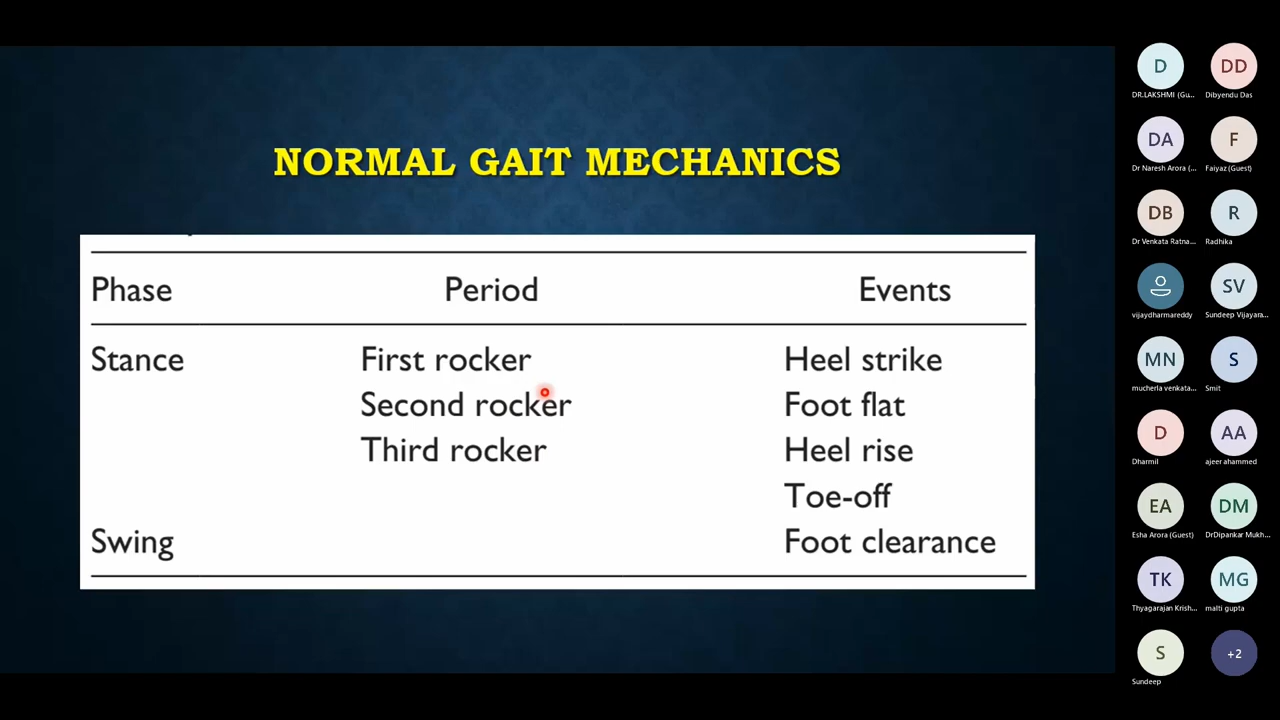 NORMAL GAIT MECHANICS
Phase Period Events
Stance First rocker Heel strike
Second rocker Foot flat
Third rocker Heel rise
Toe-off
Swing Foot clearance
D DD
DR.LAKSHMI (Gu... Dibyendu Das
DA F
Dr Naresh Arora (... Faiyaz (Guest)
DB R
Dr Venkata Ratna... Radhika
SV
vijaydharmareddy Sundeep Vijayara...
MN S
mucherla venkata... Smit
D AA
Dharmil ajeer ahammed
EA DM
Esha Arora (Guest) DrDipankar Mukh...
TK MG
Thyagarajan Krish... malti gupta
S +2
Sundeep